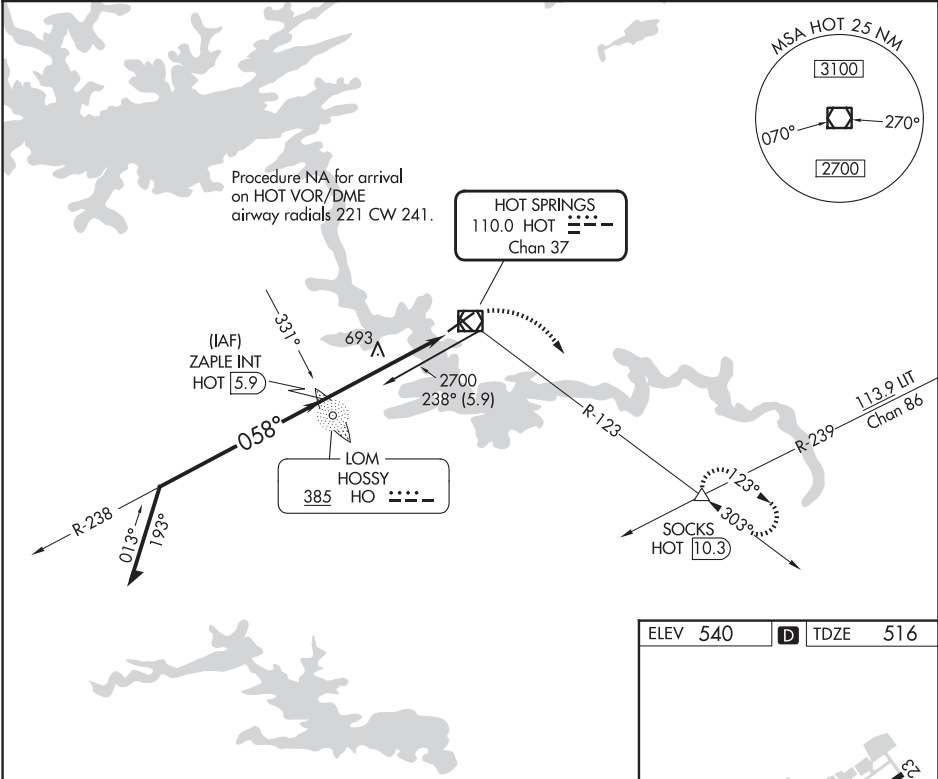 MSA HOT 25 NM
3100
070°
270°
2700
Procedure NA for arrival
on HOT VOR/DME
airway radials 221 CW 241.
HOT SPRINGS
110.0 HOT
Chan 37
331°
(IAF)
ZAPLE INT
HOT 5.9
693
2700
238° (5.9)
058°
LOM
HOSSY
385 HO
R-238
013°
193°
R-123
113.9 LIT
Chan 86
R-239
123°
303°
SOCKS
HOT 10.3
ELEV 540 D TDZE 516
23